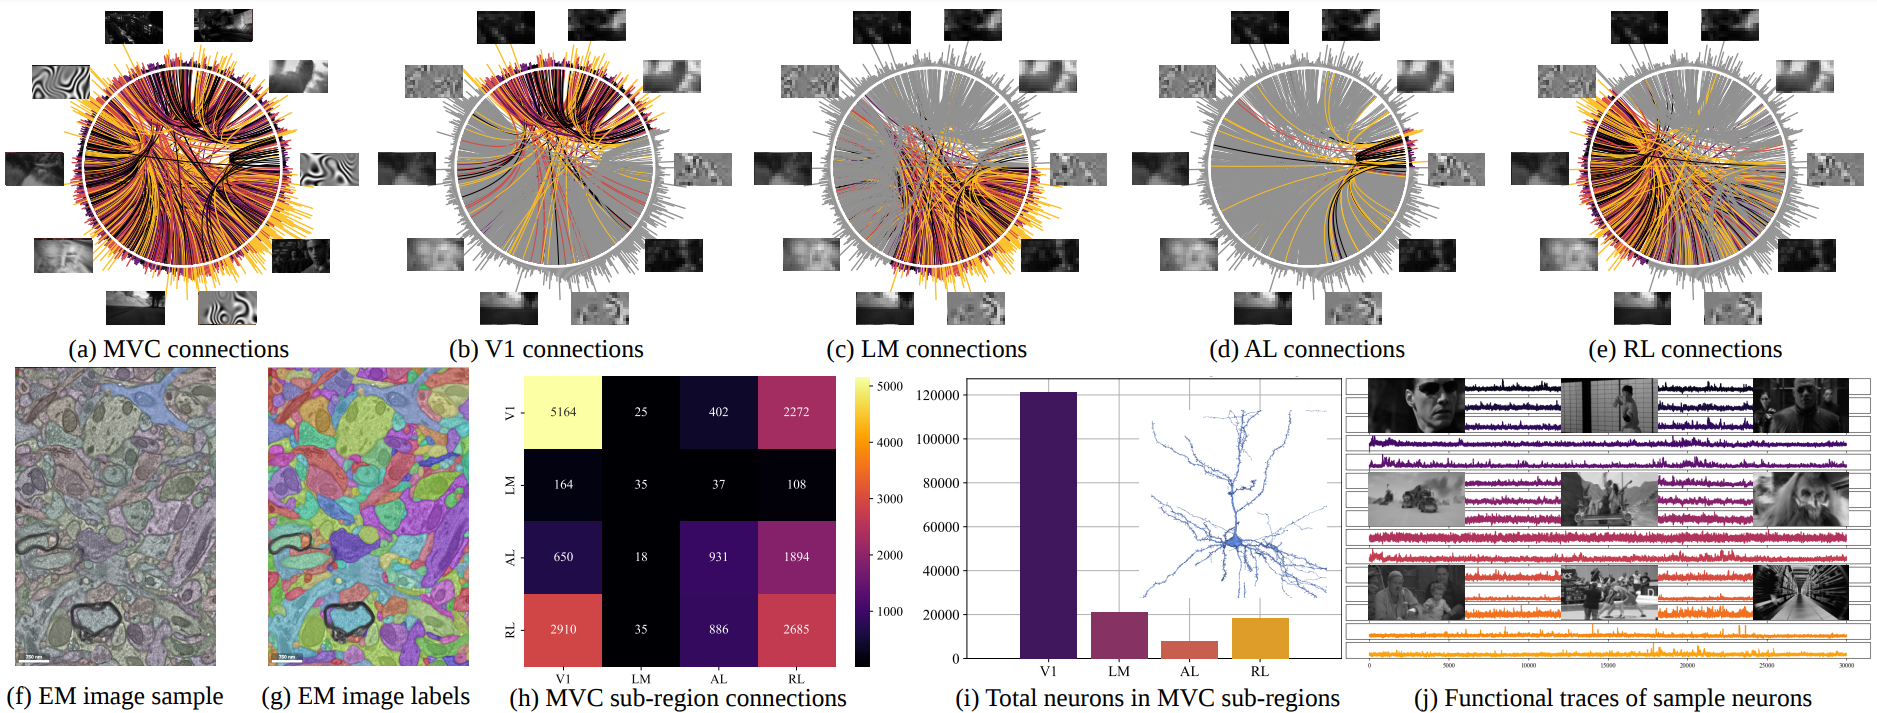 (a) MVC connections
(b) V1 connections
(c) LM connections
(d) AL connections
(e) RL connections
750 nm
(f) EM image sample
750 nm
(g) EM image labels
V1 5164 25 402 2272
LM 164 35 37 108
AL 650 18 931 1894
RL 2910 35 886 2685
V1 LM AL RL
5000
4000
3000
2000
1000
(h) MVC sub-region connections
120000
100000
80000
60000
40000
20000
0
V1 LM AL RL
(i) Total neurons in MVC sub-regions
0 5000 10000 15000 20000 25000 30000
(j) Functional traces of sample neurons